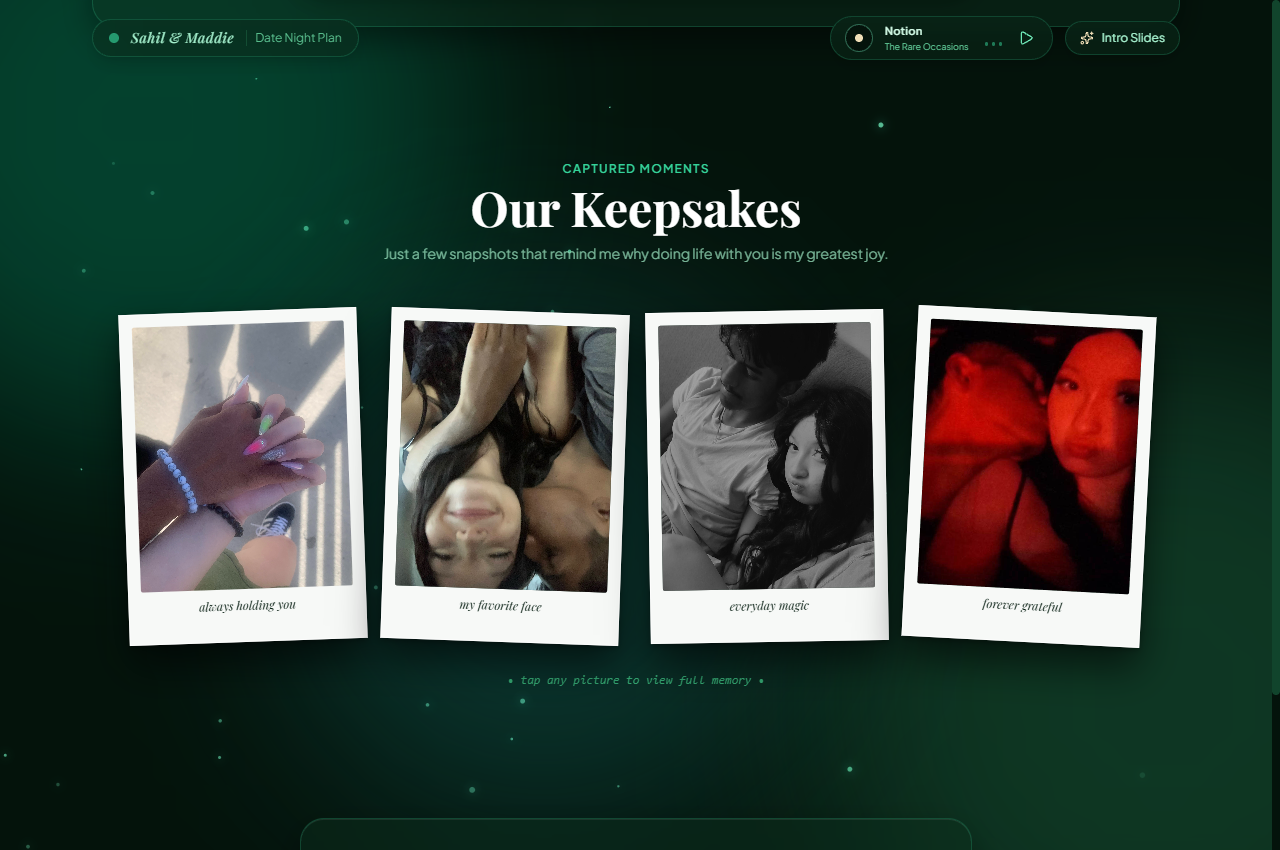 Sahil & Maddie
Date Night Plan
Notion
The Rare Occasions
Intro Slides
CAPTURED MOMENTS
Our Keepsakes
Just a few snapshots that remind me why doing life with you is my greatest joy.
always holding you
my favorite face
everyday magic
forever grateful
• tap any picture to view full memory •